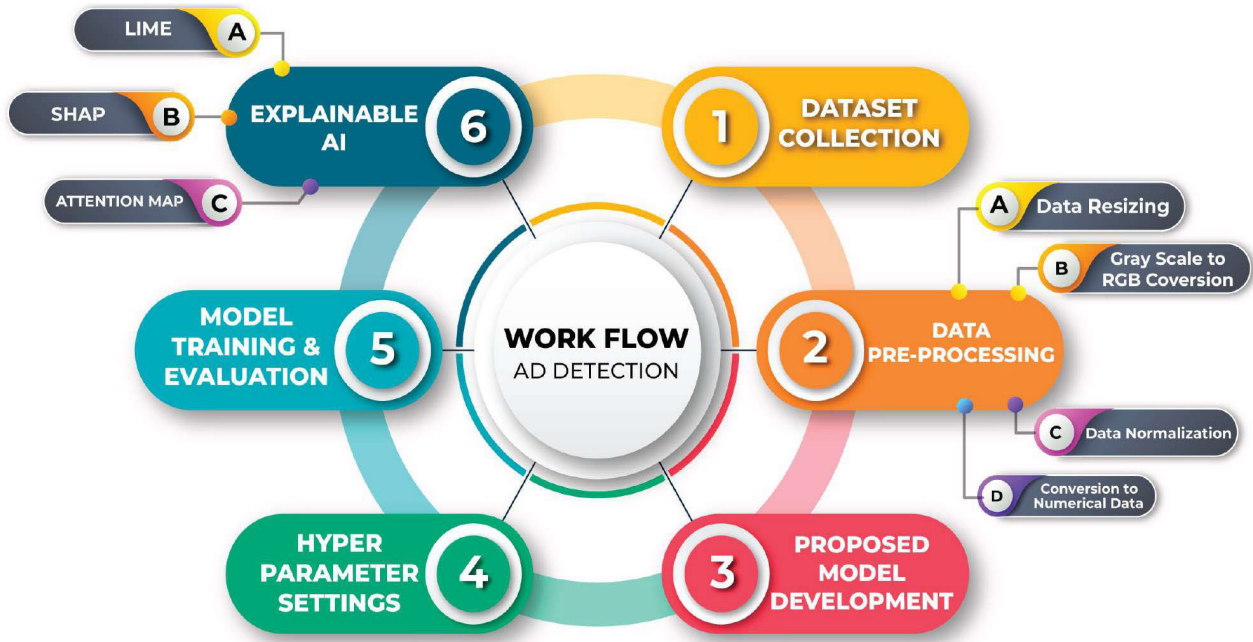 WORK FLOW
AD DETECTION
1
DATASET
COLLECTION
2
DATA
PRE-PROCESSING
A
Data Resizing
B
Gray Scale to
RGB Coversion
C
Data Normalization
D
Conversion to
Numerical Data
3
PROPOSED
MODEL
DEVELOPMENT
4
HYPER
PARAMETER
SETTINGS
5
MODEL
TRAINING &
EVALUATION
6
EXPLAINABLE
AI
LIME
A
SHAP
B
ATTENTION MAP
C